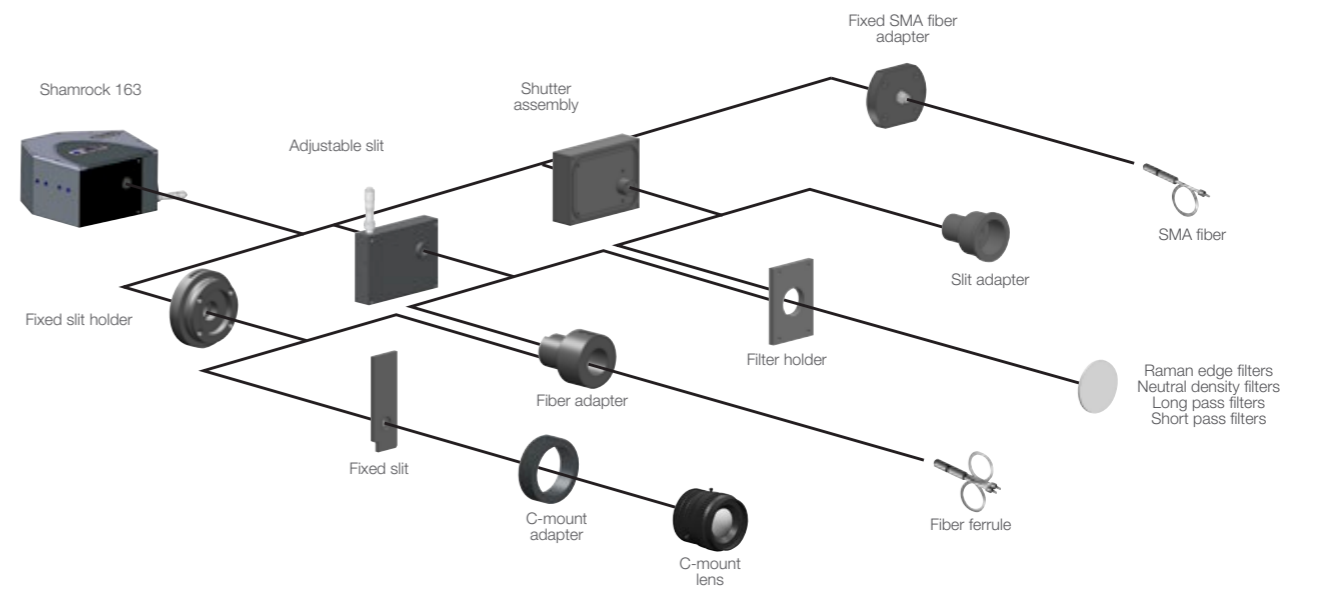 Fixed SMA fiber
adapter
Shamrock 163
Shutter
assembly
Adjustable slit
SMA fiber
Slit adapter
Fixed slit holder
Filter holder
Raman edge filters
Neutral density filters
Long pass filters
Short pass filters
Fiber adapter
Fixed slit
C-mount
adapter
Fiber ferrule
C-mount
lens